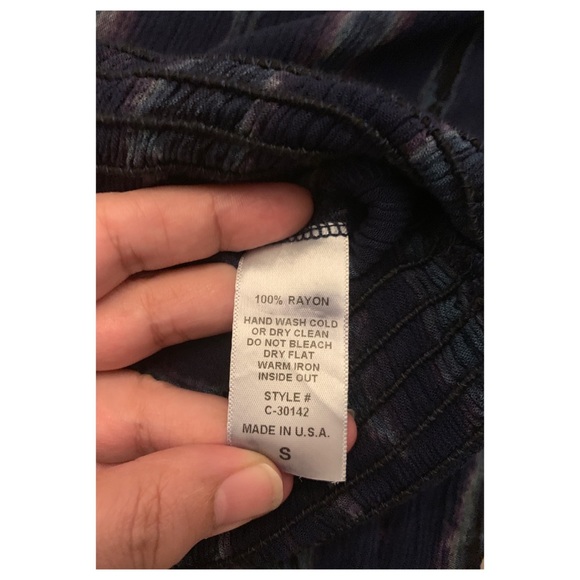 100% RAYON
HAND WASH COLD
OR DRY CLEAN
DO NOT BLEACH
DRY FLAT
WARM IRON
INSIDE OUT
STYLE #
C-30142
MADE IN U.S.A.
S